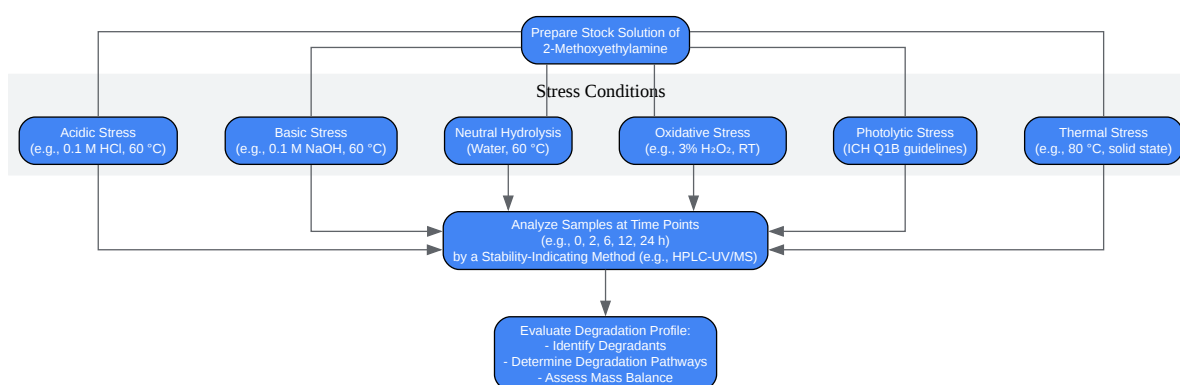 Prepare Stock Solution of
2-Methoxyethylamine
Stress Conditions
Acidic Stress
(e.g., 0.1 M HCl, 60 °C)
Basic Stress
(e.g., 0.1 M NaOH, 60 °C)
Neutral Hydrolysis
(Water, 60 °C)
Oxidative Stress
(e.g., 3% H₂O₂, RT)
Photolytic Stress
(ICH Q1B guidelines)
Thermal Stress
(e.g., 80 °C, solid state)
Analyze Samples at Time Points
(e.g., 0, 2, 6, 12, 24 h)
by a Stability-Indicating Method (e.g., HPLC-UV/MS)
Evaluate Degradation Profile:
- Identify Degradants
- Determine Degradation Pathways
- Assess Mass Balance